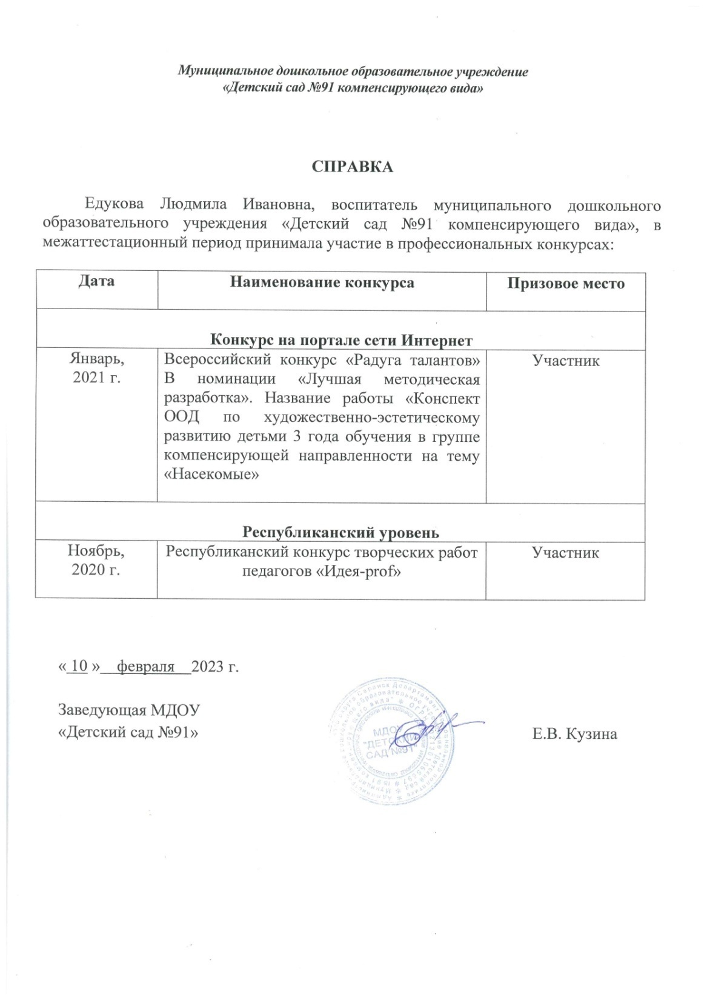 Муниципальное дошкольное образовательное учреждение
«Детский сад №91 компенсирующего вида»
СПРАВКА
Едукова Людмила Ивановна, воспитатель муниципального дошкольного
образовательного учреждения «Детский сад №91 компенсирующего вида», в
межаттестационный период принимала участие в профессиональных конкурсах:
Дата Наименование конкурса Призовое место
Конкурс на портале сети Интернет
Январь,
2021 г.
Всероссийский конкурс «Радуга талантов»
В номинации «Лучшая методическая
разработка». Название работы «Конспект
ООД по художественно-эстетическому
развитию детьми 3 года обучения в группе
компенсирующей направленности на тему
«Насекомые»
Участник
Республиканский уровень
Ноябрь,
2020 г.
Республиканский конкурс творческих работ
педагогов «Идея-prof»
Участник
« 10 » февраля 2023 г.
Заведующая МДОУ
«Детский сад №91»
Е.В. Кузина
МДОУ
"ДЕТСКИЙ
САД №91"